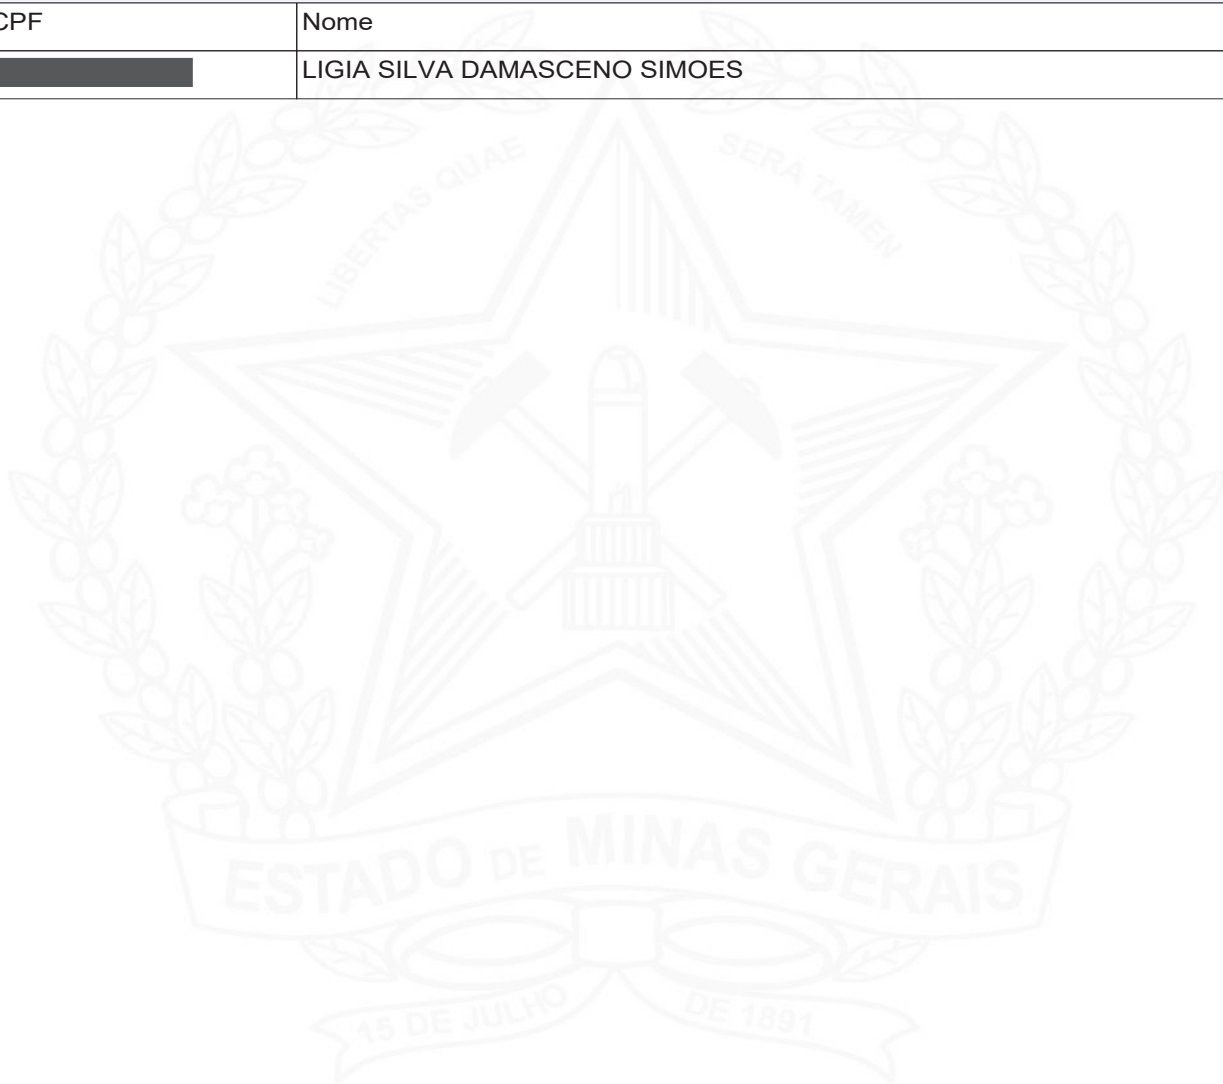 CPF Nome
LIGIA SILVA DAMASCENO SIMOES
LIBERTAS QUAE SERA TAMEN
ESTADO DE MINAS GERAIS
15 DE JULHO DE 1891